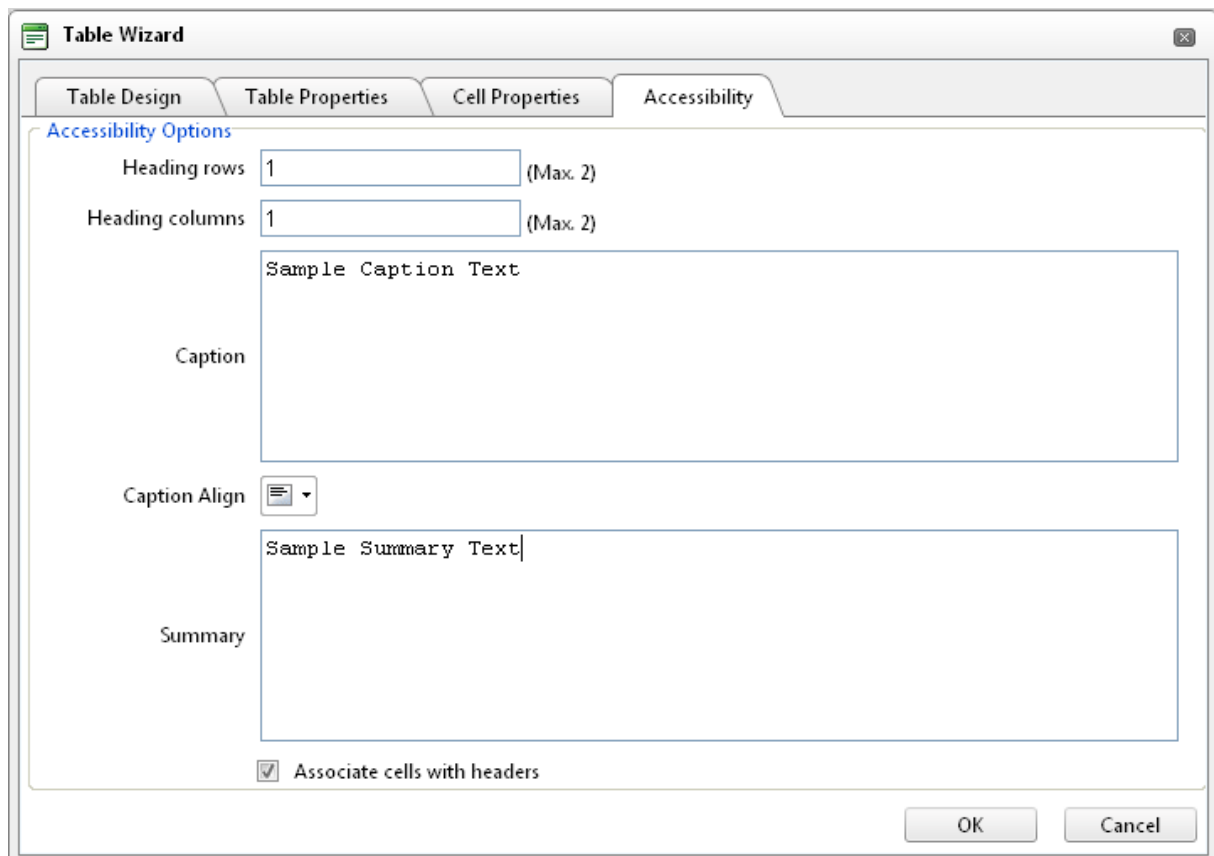 Table Wizard
Table Design Table Properties Cell Properties Accessibility
Accessibility Options
Heading rows 1 (Max. 2)
Heading columns 1 (Max. 2)
Sample Caption Text
Caption
Caption Align
Sample Summary Text
Summary
Associate cells with headers
OK Cancel